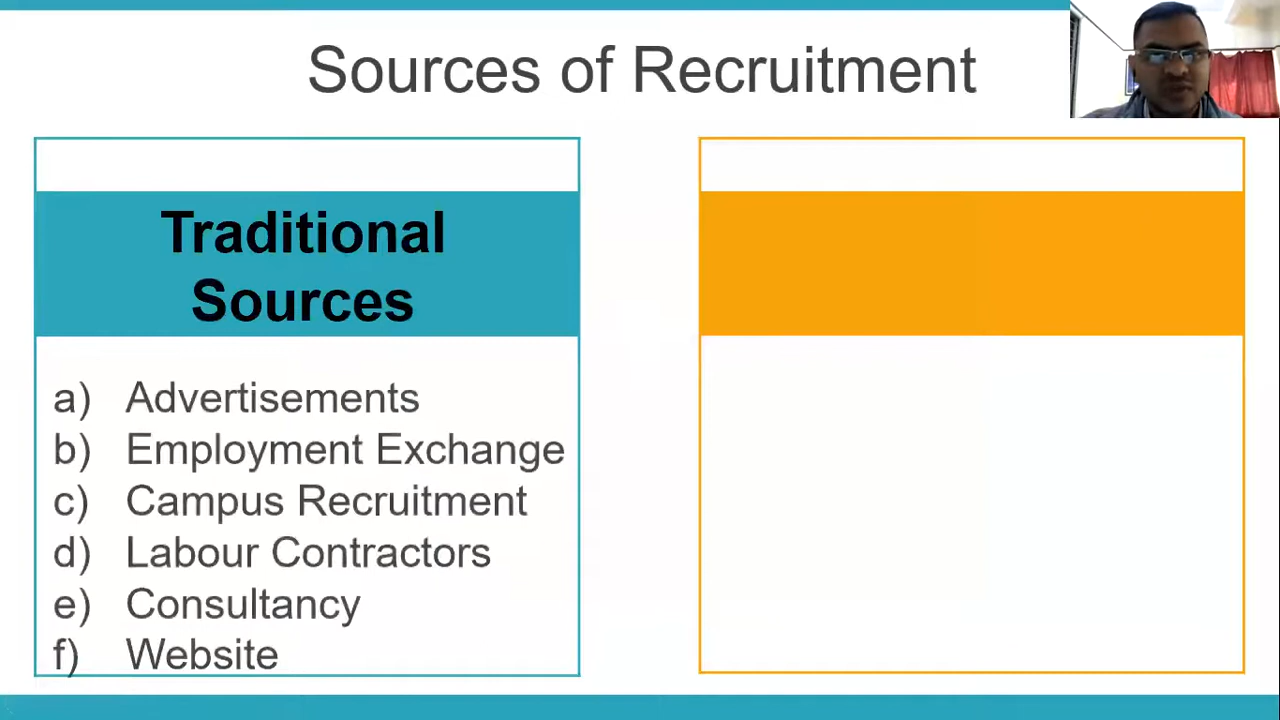 Sources of Recruitment
Traditional
Sources
a) Advertisements
b) Employment Exchange
c) Campus Recruitment
d) Labour Contractors
e) Consultancy
f) Website